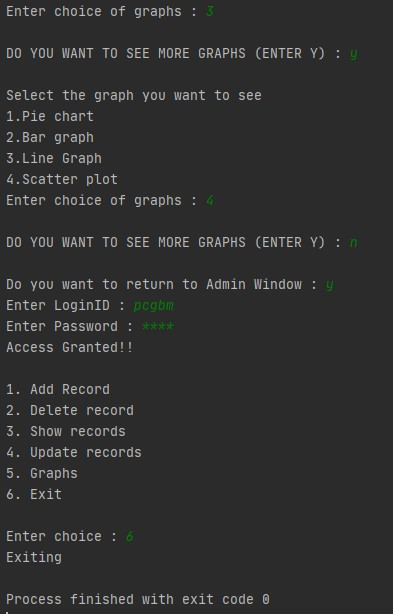 Enter choice of graphs : 3
DO YOU WANT TO SEE MORE GRAPHS (ENTER Y) : y
Select the graph you want to see
1.Pie chart
2.Bar graph
3.Line Graph
4.Scatter plot
Enter choice of graphs : 4
DO YOU WANT TO SEE MORE GRAPHS (ENTER Y) : n
Do you want to return to Admin Window : y
Enter LoginID : pcgbm
Enter Password : ****
Access Granted!!
1. Add Record
2. Delete record
3. Show records
4. Update records
5. Graphs
6. Exit
Enter choice : 6
Exiting
Process finished with exit code 0